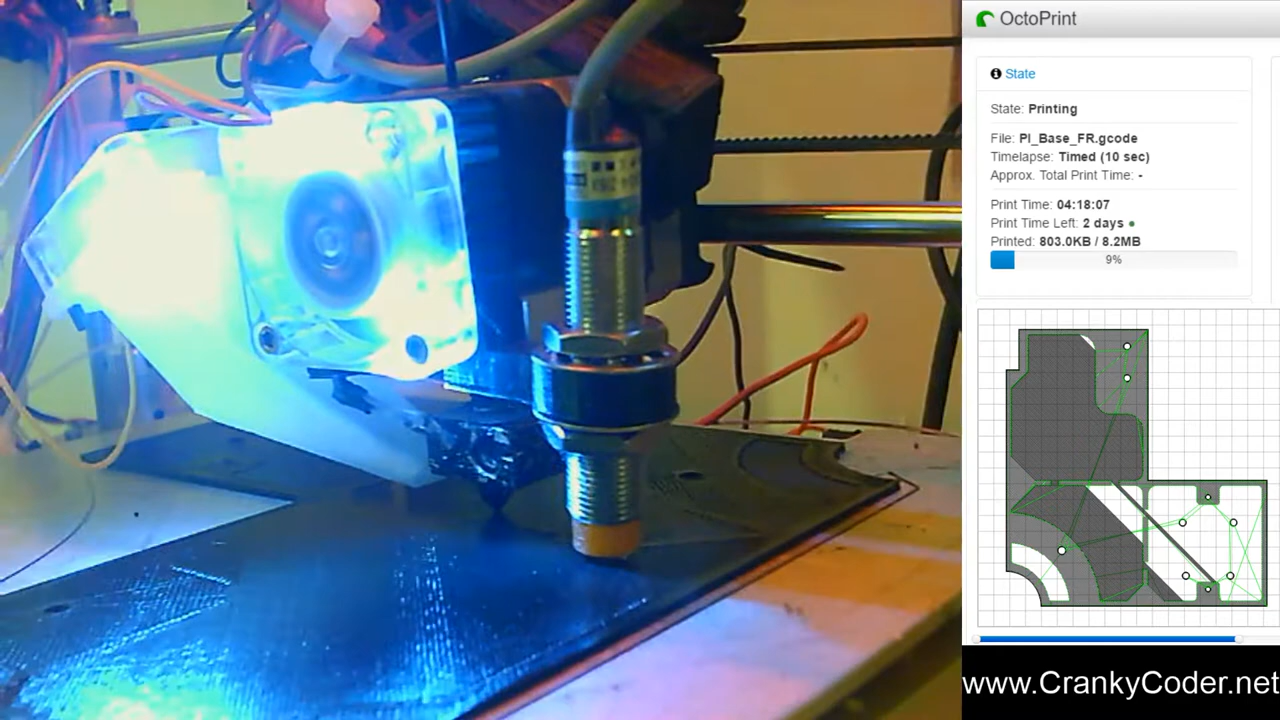 OctoPrint
State
State: Printing
File: PI_Base_FR.gcode
Timelapse: Timed (10 sec)
Approx. Total Print Time: -
Print Time: 04:18:07
Print Time Left: 2 days
Printed: 803.0KB / 8.2MB
9%
www.CrankyCoder.net